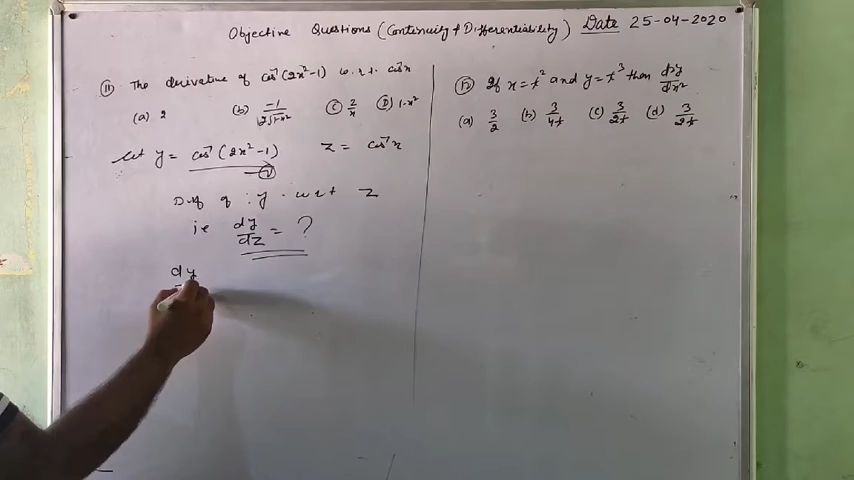 Objective Questions (Continuity & Differentiability) Date 25-04-2020
(11) The derivative of cos⁻¹(2x²-1) w.r.t. cos⁻¹x
(a) 2 (b) -1/2√1-x² (C) 2/x (D) 1-x²
Let y = cos⁻¹(2x²-1) z = cos⁻¹x
Diff of y w r t z
ie dy/dz = ?
dy
(12) If x=t² and y=t³ then d²y/dx²
(a) 3/2 (b) 3/4t (c) 3/2t (d) 3/2t